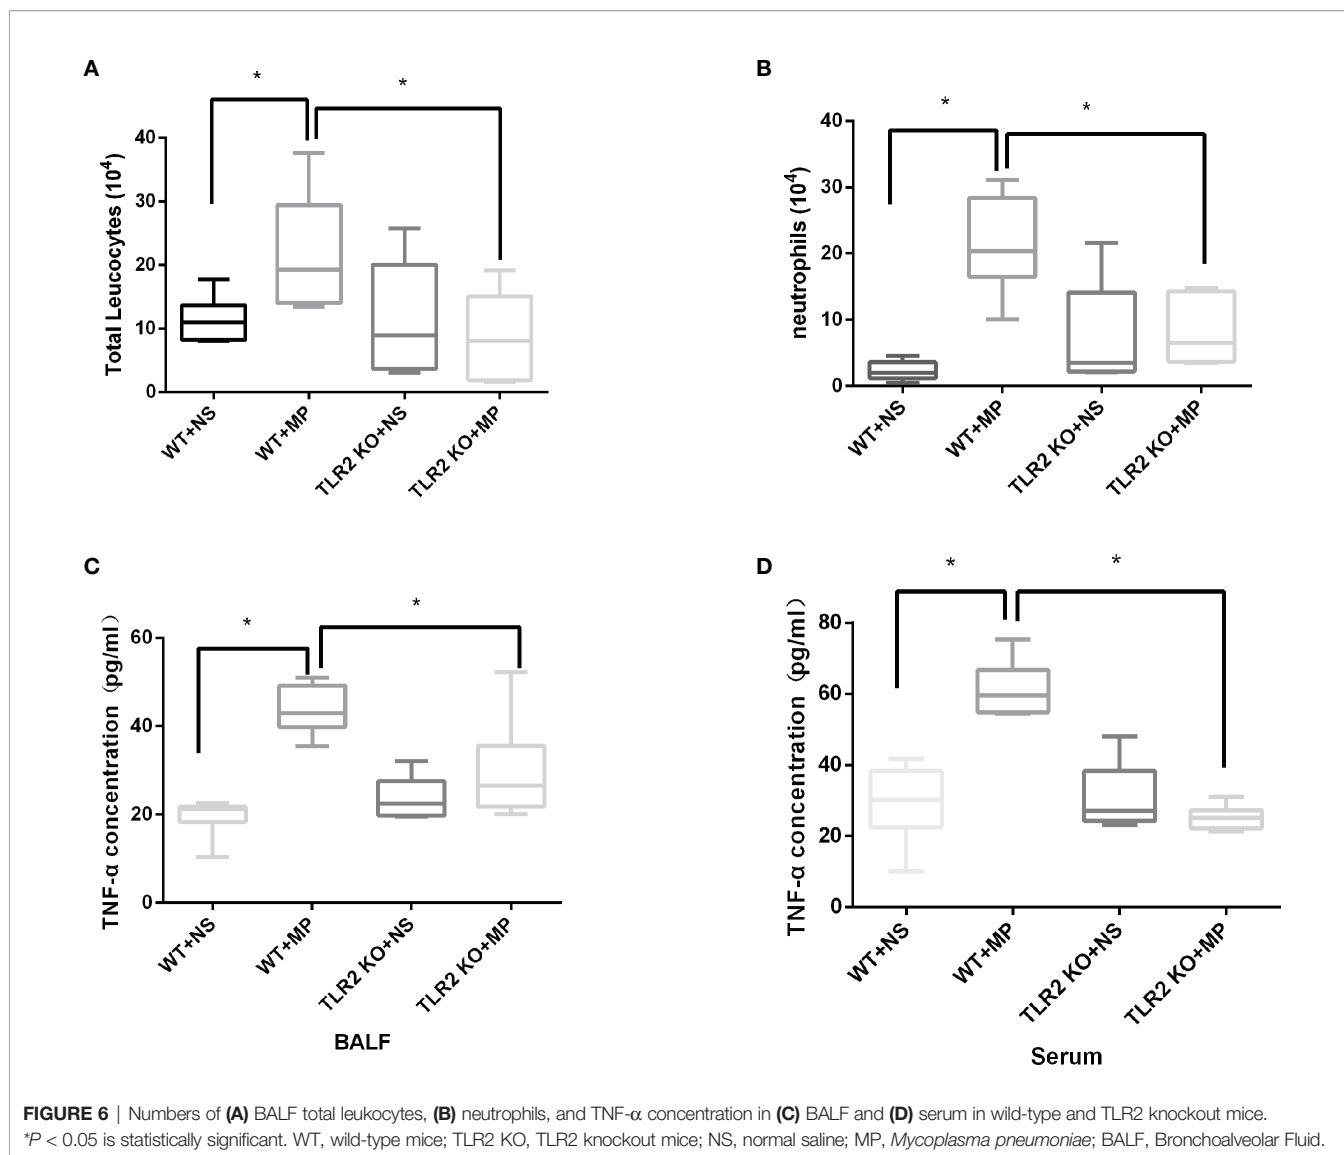 A
*
*
Total Leucocytes (10⁴)
40
30
20
10
0
WT+NS
WT+MP
TLR2 KO+NS
TLR2 KO+MP
B
*
*
neutrophils (10⁴)
40
30
20
10
0
WT+NS
WT+MP
TLR2 KO+NS
TLR2 KO+MP
C
*
*
TNF-α concentration (pg/ml)
60
40
20
0
WT+NS
WT+MP
TLR2 KO+NS
TLR2 KO+MP
BALF
D
*
*
TNF-α concentration (pg/ml)
80
60
40
20
0
WT+NS
WT+MP
TLR2 KO+NS
TLR2 KO+MP
Serum
FIGURE 6 | Numbers of (A) BALF total leukocytes, (B) neutrophils, and TNF-α concentration in (C) BALF and (D) serum in wild-type and TLR2 knockout mice.
*P < 0.05 is statistically significant. WT, wild-type mice; TLR2 KO, TLR2 knockout mice; NS, normal saline; MP, Mycoplasma pneumoniae; BALF, Bronchoalveolar Fluid.